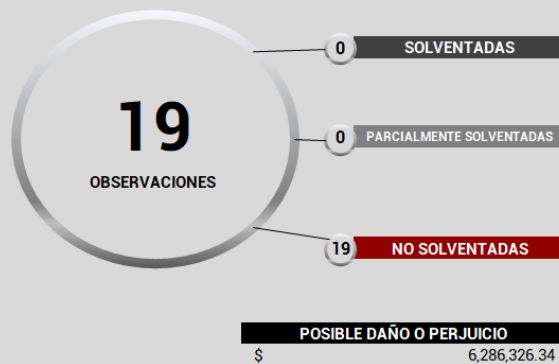 0 SOLVENTADAS
19
OBSERVACIONES
0 PARCIALMENTE SOLVENTADAS
19 NO SOLVENTADAS
POSIBLE DAÑO O PERJUICIO
$ 6,286,326.34